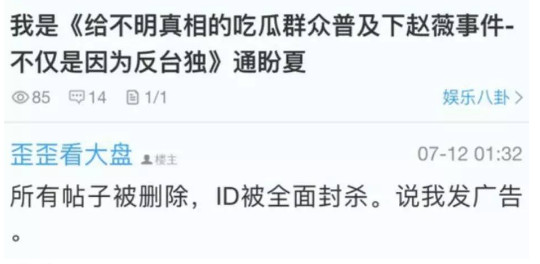 我是《给不明真相的吃瓜群众普及下赵薇事件-
不仅是因为反台独》通盼夏
85 14 1/1 娱乐八卦
歪歪看大盘 楼主 07-12 01:32
所有帖子被删除，ID被全面封杀。说我发广告
。